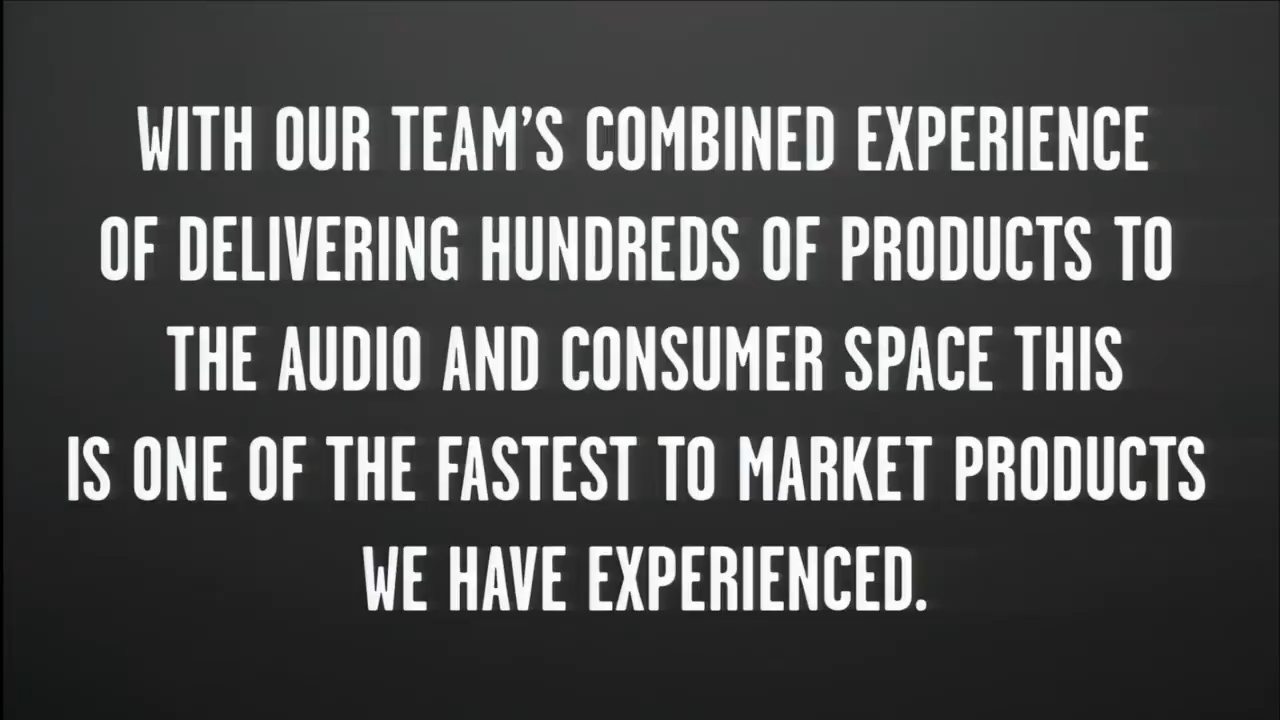 WITH OUR TEAM’S COMBINED EXPERIENCE
OF DELIVERING HUNDREDS OF PRODUCTS TO
THE AUDIO AND CONSUMER SPACE THIS
IS ONE OF THE FASTEST TO MARKET PRODUCTS
WE HAVE EXPERIENCED.